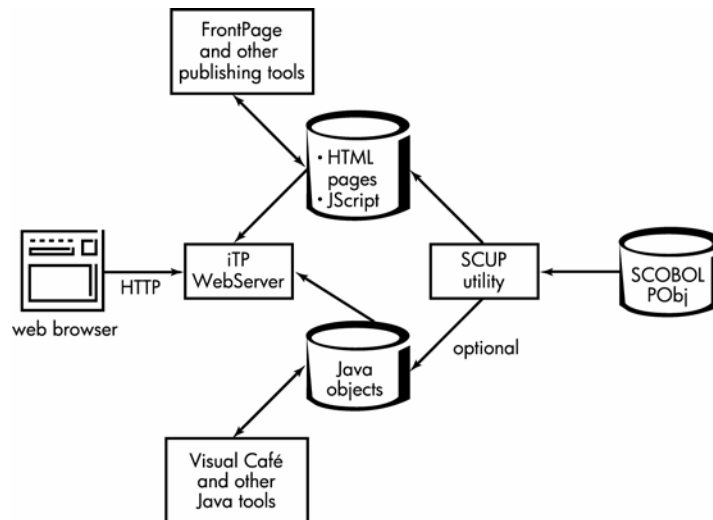 FrontPage
and other
publishing tools
• HTML
pages
• JScript
iTP
WebServer
SCUP
utility
SCOBOL
PObj
HTTP
web browser
optional
Java
objects
Visual Café
and other
Java tools